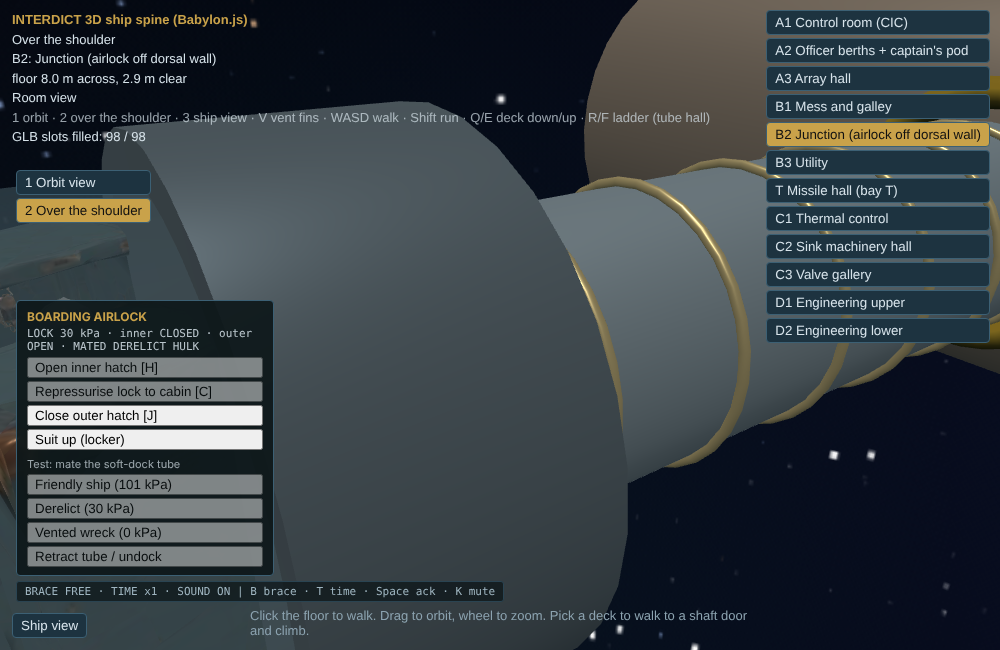 INTERDICT 3D ship spine (Babylon.js)
Over the shoulder
B2: Junction (airlock off dorsal wall)
floor 8.0 m across, 2.9 m clear
Room view
1 orbit · 2 over the shoulder · 3 ship view · V vent fins · WASD walk · Shift run · Q/E deck down/up · R/F ladder (tube hall)
GLB slots filled: 98 / 98
1 Orbit view
2 Over the shoulder
A1 Control room (CIC)
A2 Officer berths + captain's pod
A3 Array hall
B1 Mess and galley
B2 Junction (airlock off dorsal wall)
B3 Utility
T Missile hall (bay T)
C1 Thermal control
C2 Sink machinery hall
C3 Valve gallery
D1 Engineering upper
D2 Engineering lower
BOARDING AIRLOCK
LOCK 30 kPa · inner CLOSED · outer
OPEN · MATED DERELICT HULK
Open inner hatch [H]
Repressurise lock to cabin [C]
Close outer hatch [J]
Suit up (locker)
Test: mate the soft-dock tube
Friendly ship (101 kPa)
Derelict (30 kPa)
Vented wreck (0 kPa)
Retract tube / undock
BRACE FREE · TIME x1 · SOUND ON | B brace · T time · Space ack · K mute
Ship view
Click the floor to walk. Drag to orbit, wheel to zoom. Pick a deck to walk to a shaft door
and climb.